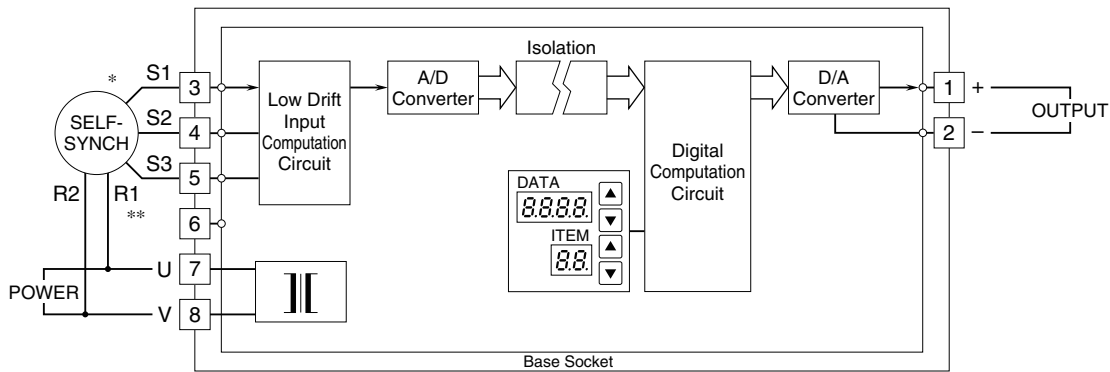 Isolation
*
S1
3
Low Drift
Input
Computation
Circuit
A/D
Converter
D/A
Converter
1
+
OUTPUT
SELF-
SYNCH
S2
4
2
−
S3
5
Digital
Computation
Circuit
R2
R1
**
6
DATA
8.8.8.8.
ITEM
8.8.
▲
▼
▲
▼
U
7
POWER
V
8
Base Socket